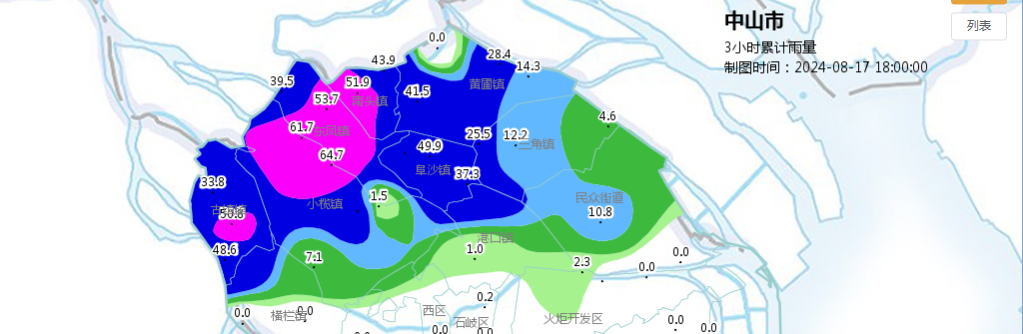 中山市
列表
3小时累计雨量
制图时间：2024-08-17 18:00:00
0.0
43.9
28.4
14.3
39.5
51.9
41.5
黄圃镇
53.7
南头镇
4.6
61.7
东凤镇
25.5
12.2
三角镇
49.9
64.7
阜沙镇
37.3
33.8
1.5
民众街道
小榄镇
古镇镇
50.8
10.8
港口镇
48.6
1.0
0.0
7.1
2.3
0.0
0.2
0.0
0.0
横栏镇
西区
石岐区
火炬开发区
0.0
0.0
0.0
0.0